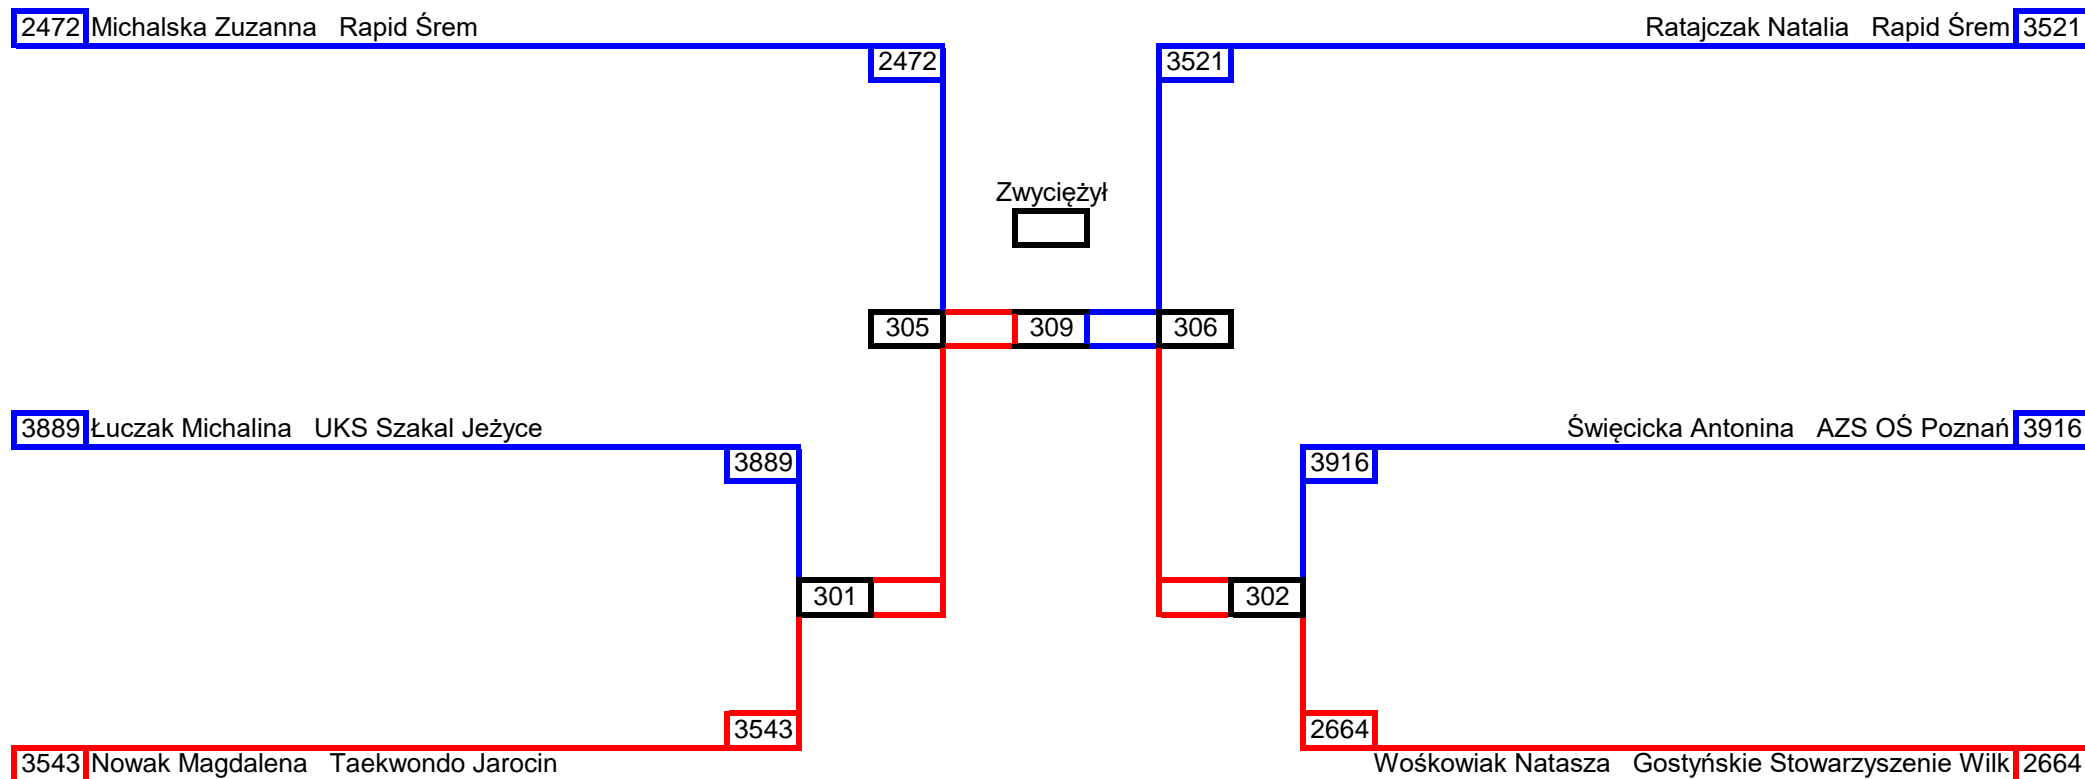 2472 Michalska Zuzanna Rapid Śrem
Ratajczak Natalia Rapid Śrem 3521
2472
3521
Zwyciężył
305
309
306
3889 Łuczak Michalina UKS Szakal Jeżyce
Święcicka Antonina AZS OŚ Poznań 3916
3889
3916
301
302
3543
2664
3543 Nowak Magdalena Taekwondo Jarocin
Wośkowiak Natasza Gostyńskie Stowarzyszenie Wilk 2664